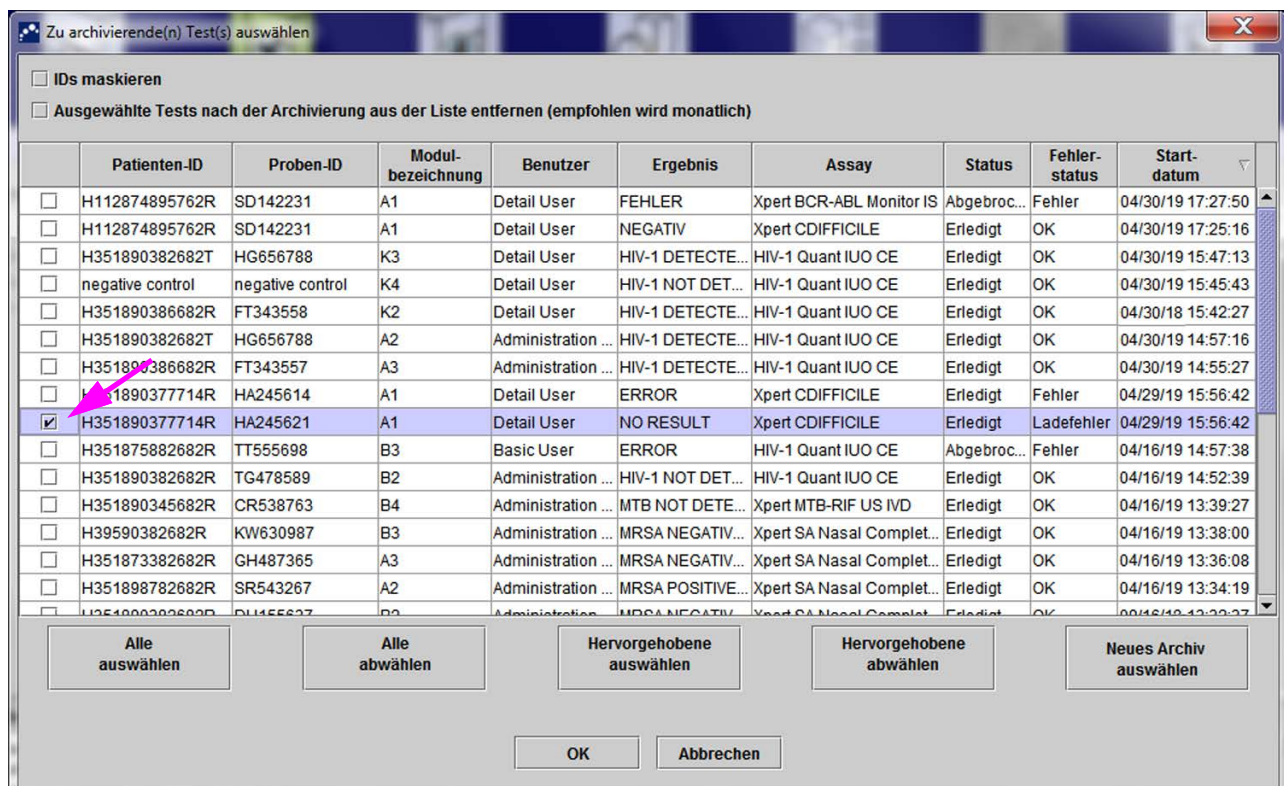 Zu archivierende(n) Test(s) auswählen
IDs maskieren
Ausgewählte Tests nach der Archivierung aus der Liste entfernen (empfohlen wird monatlich)
Patienten-ID Proben-ID Modul-bezeichnung Benutzer Ergebnis Assay Status Fehler-status Start-datum
H112874895762R SD142231 A1 Detail User FEHLER Xpert BCR-ABL Monitor IS Abgebroc... Fehler 04/30/19 17:27:50
H112874895762R SD142231 A1 Detail User NEGATIV Xpert CDIFFICILE Erledigt OK 04/30/19 17:25:16
H351890382682T HG656788 K3 Detail User HIV-1 DETECTE... HIV-1 Quant IUO CE Erledigt OK 04/30/19 15:47:13
negative control negative control K4 Detail User HIV-1 NOT DET... HIV-1 Quant IUO CE Erledigt OK 04/30/19 15:45:43
H351890386682R FT343558 K2 Detail User HIV-1 DETECTE... HIV-1 Quant IUO CE Erledigt OK 04/30/18 15:42:27
H351890382682T HG656788 A2 Administration ... HIV-1 DETECTE... HIV-1 Quant IUO CE Erledigt OK 04/30/19 14:57:16
H351890386682R FT343557 A3 Administration ... HIV-1 DETECTE... HIV-1 Quant IUO CE Erledigt OK 04/30/19 14:55:27
H351890377714R HA245614 A1 Detail User ERROR Xpert CDIFFICILE Erledigt Fehler 04/29/19 15:56:42
H351890377714R HA245621 A1 Detail User NO RESULT Xpert CDIFFICILE Erledigt Ladefehler 04/29/19 15:56:42
H351875882682R TT555698 B3 Basic User ERROR HIV-1 Quant IUO CE Abgebroc... Fehler 04/16/19 14:57:38
H351890382682R TG478589 B2 Administration ... HIV-1 NOT DET... HIV-1 Quant IUO CE Erledigt OK 04/16/19 14:52:39
H351890345682R CR538763 B4 Administration ... MTB NOT DETE... Xpert MTB-RIF US IVD Erledigt OK 04/16/19 13:39:27
H39590382682R KW630987 B3 Administration ... MRSA NEGATIV... Xpert SA Nasal Complet... Erledigt OK 04/16/19 13:38:00
H351873382682R GH487365 A3 Administration ... MRSA NEGATIV... Xpert SA Nasal Complet... Erledigt OK 04/16/19 13:36:08
H351898782682R SR543267 A2 Administration ... MRSA POSITIVE... Xpert SA Nasal Complet... Erledigt OK 04/16/19 13:34:19
Alle auswählen
Alle abwählen
Hervorgehobene auswählen
Hervorgehobene abwählen
Neues Archiv auswählen
OK
Abbrechen